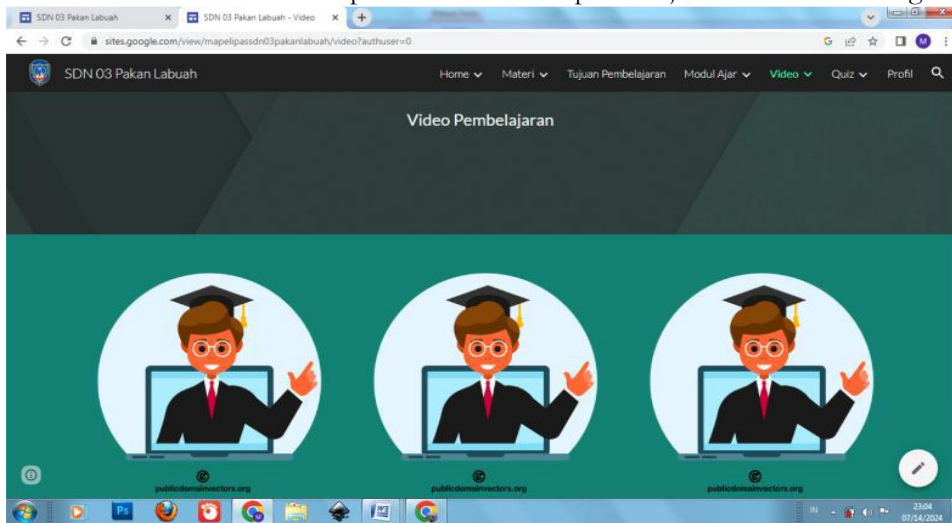 SDN 03 Pakan Labuah
SDN 03 Pakan Labuah - Video
sites.google.com/view/mapelipassdn03pakanlabuah/video?authuser=0
SDN 03 Pakan Labuah Home Materi Tujuan Pembelajaran Modul Ajar Video Quiz Profil
Video Pembelajaran
publicdomainvectors.org
publicdomainvectors.org
publicdomainvectors.org
Ps
IN
23:04
07/14/2024